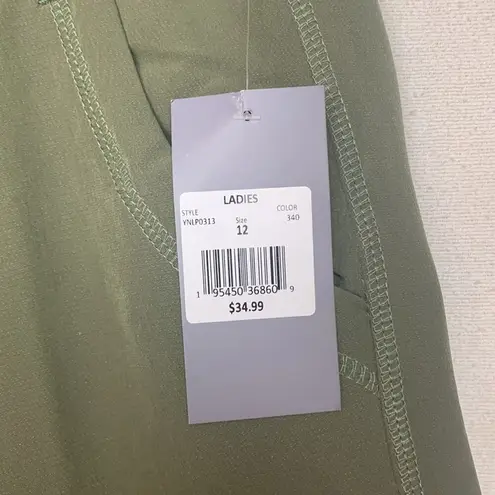 LADIES
STYLE Size COLOR
YNLP0313 12 340
1 95450 36860 9
$34.99